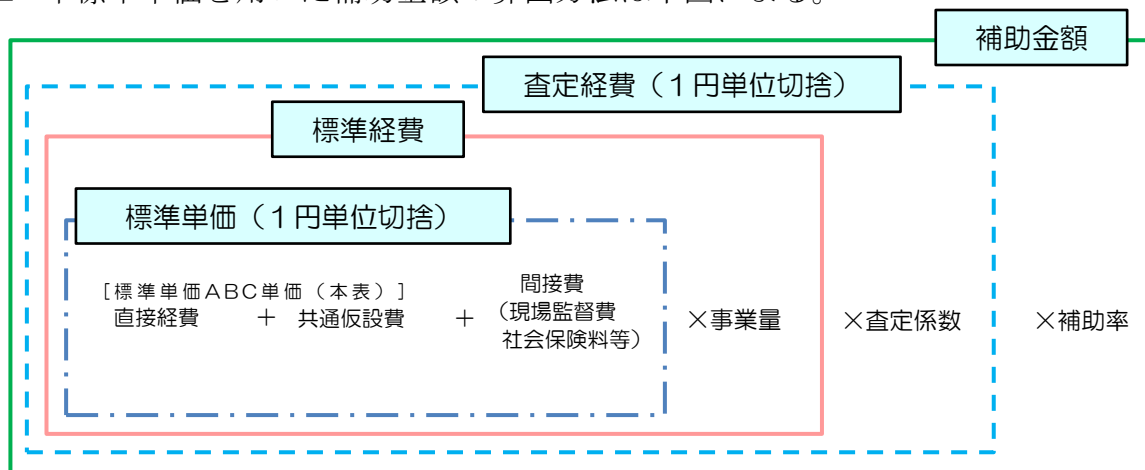 補助金額
査定経費(1円単位切捨)
標準経費
標準単価(1円単位切捨)
[標準単価ABC単価(本表)]
直接経費 + 共通仮設費 + 間接費
(現場監督費
社会保険料等)
×事業量 ×査定係数 ×補助率